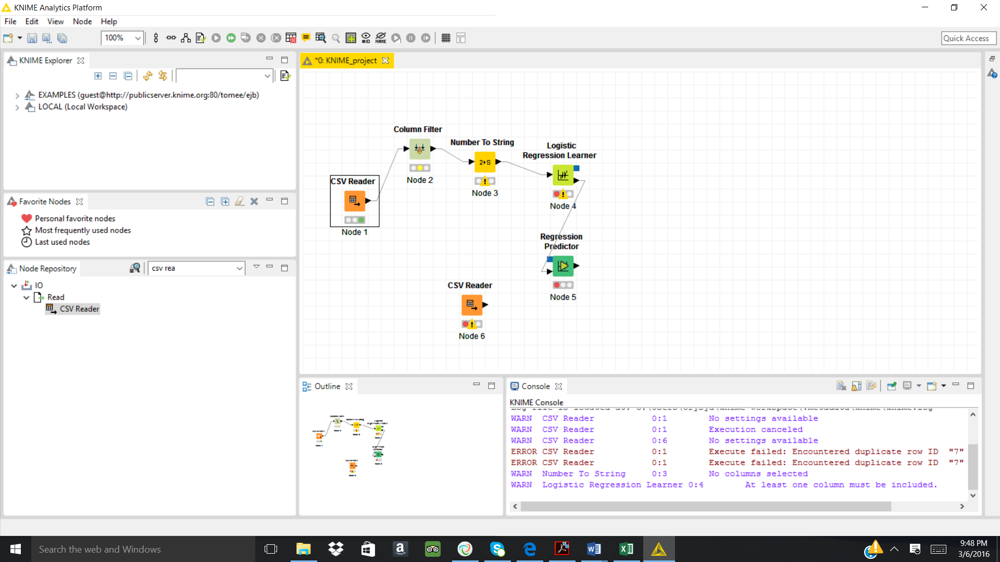 KNIME Analytics Platform
File Edit View Node Help
100%
#ID
NAME
Quick Access
KNIME Explorer
EXAMPLES (guest@http://publicserver.knime.org:80/tomee/ejb)
LOCAL (Local Workspace)
Favorite Nodes
Personal favorite nodes
Most frequently used nodes
Last used nodes
Node Repository
csv rea
IO
Read
CSV Reader
*0: KNIME_project
Column Filter
Node 2
Number To String
2▸S
Node 3
Logistic
Regression Learner
Node 4
CSV Reader
Node 1
Regression
Predictor
Node 5
CSV Reader
Node 6
Outline
Console
KNIME Console
WARN CSV Reader 0:1 No settings available
WARN CSV Reader 0:1 Execution canceled
WARN CSV Reader 0:6 No settings available
ERROR CSV Reader 0:1 Execute failed: Encountered duplicate row ID "7"
ERROR CSV Reader 0:1 Execute failed: Encountered duplicate row ID "7"
WARN Number To String 0:3 No columns selected
WARN Logistic Regression Learner 0:4 At least one column must be included.
Search the web and Windows
9:48 PM
3/6/2016